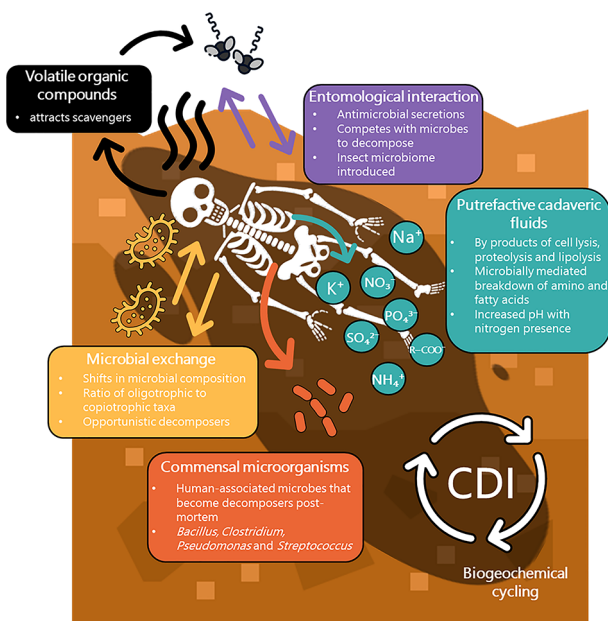 Volatile organic
compounds
• attracts scavengers
Entomological interaction
• Antimicrobial secretions
• Competes with microbes
to decompose
• Insect microbiome
introduced
Putrefactive cadaveric
fluids
• By products of cell lysis,
proteolysis and lipolysis
• Microbially mediated
breakdown of amino and
fatty acids
• Increased pH with
nitrogen presence
Na⁺
K⁺
NO₃⁻
PO₄³⁻
SO₄²⁻
R–COO⁻
NH₄⁺
Microbial exchange
• Shifts in microbial composition
• Ratio of oligotrophic to
copiotrophic taxa
• Opportunistic decomposers
Commensal microorganisms
• Human-associated microbes that
become decomposers post-
mortem
• Bacillus, Clostridium,
Pseudomonas and Streptococcus
CDI
Biogeochemical
cycling